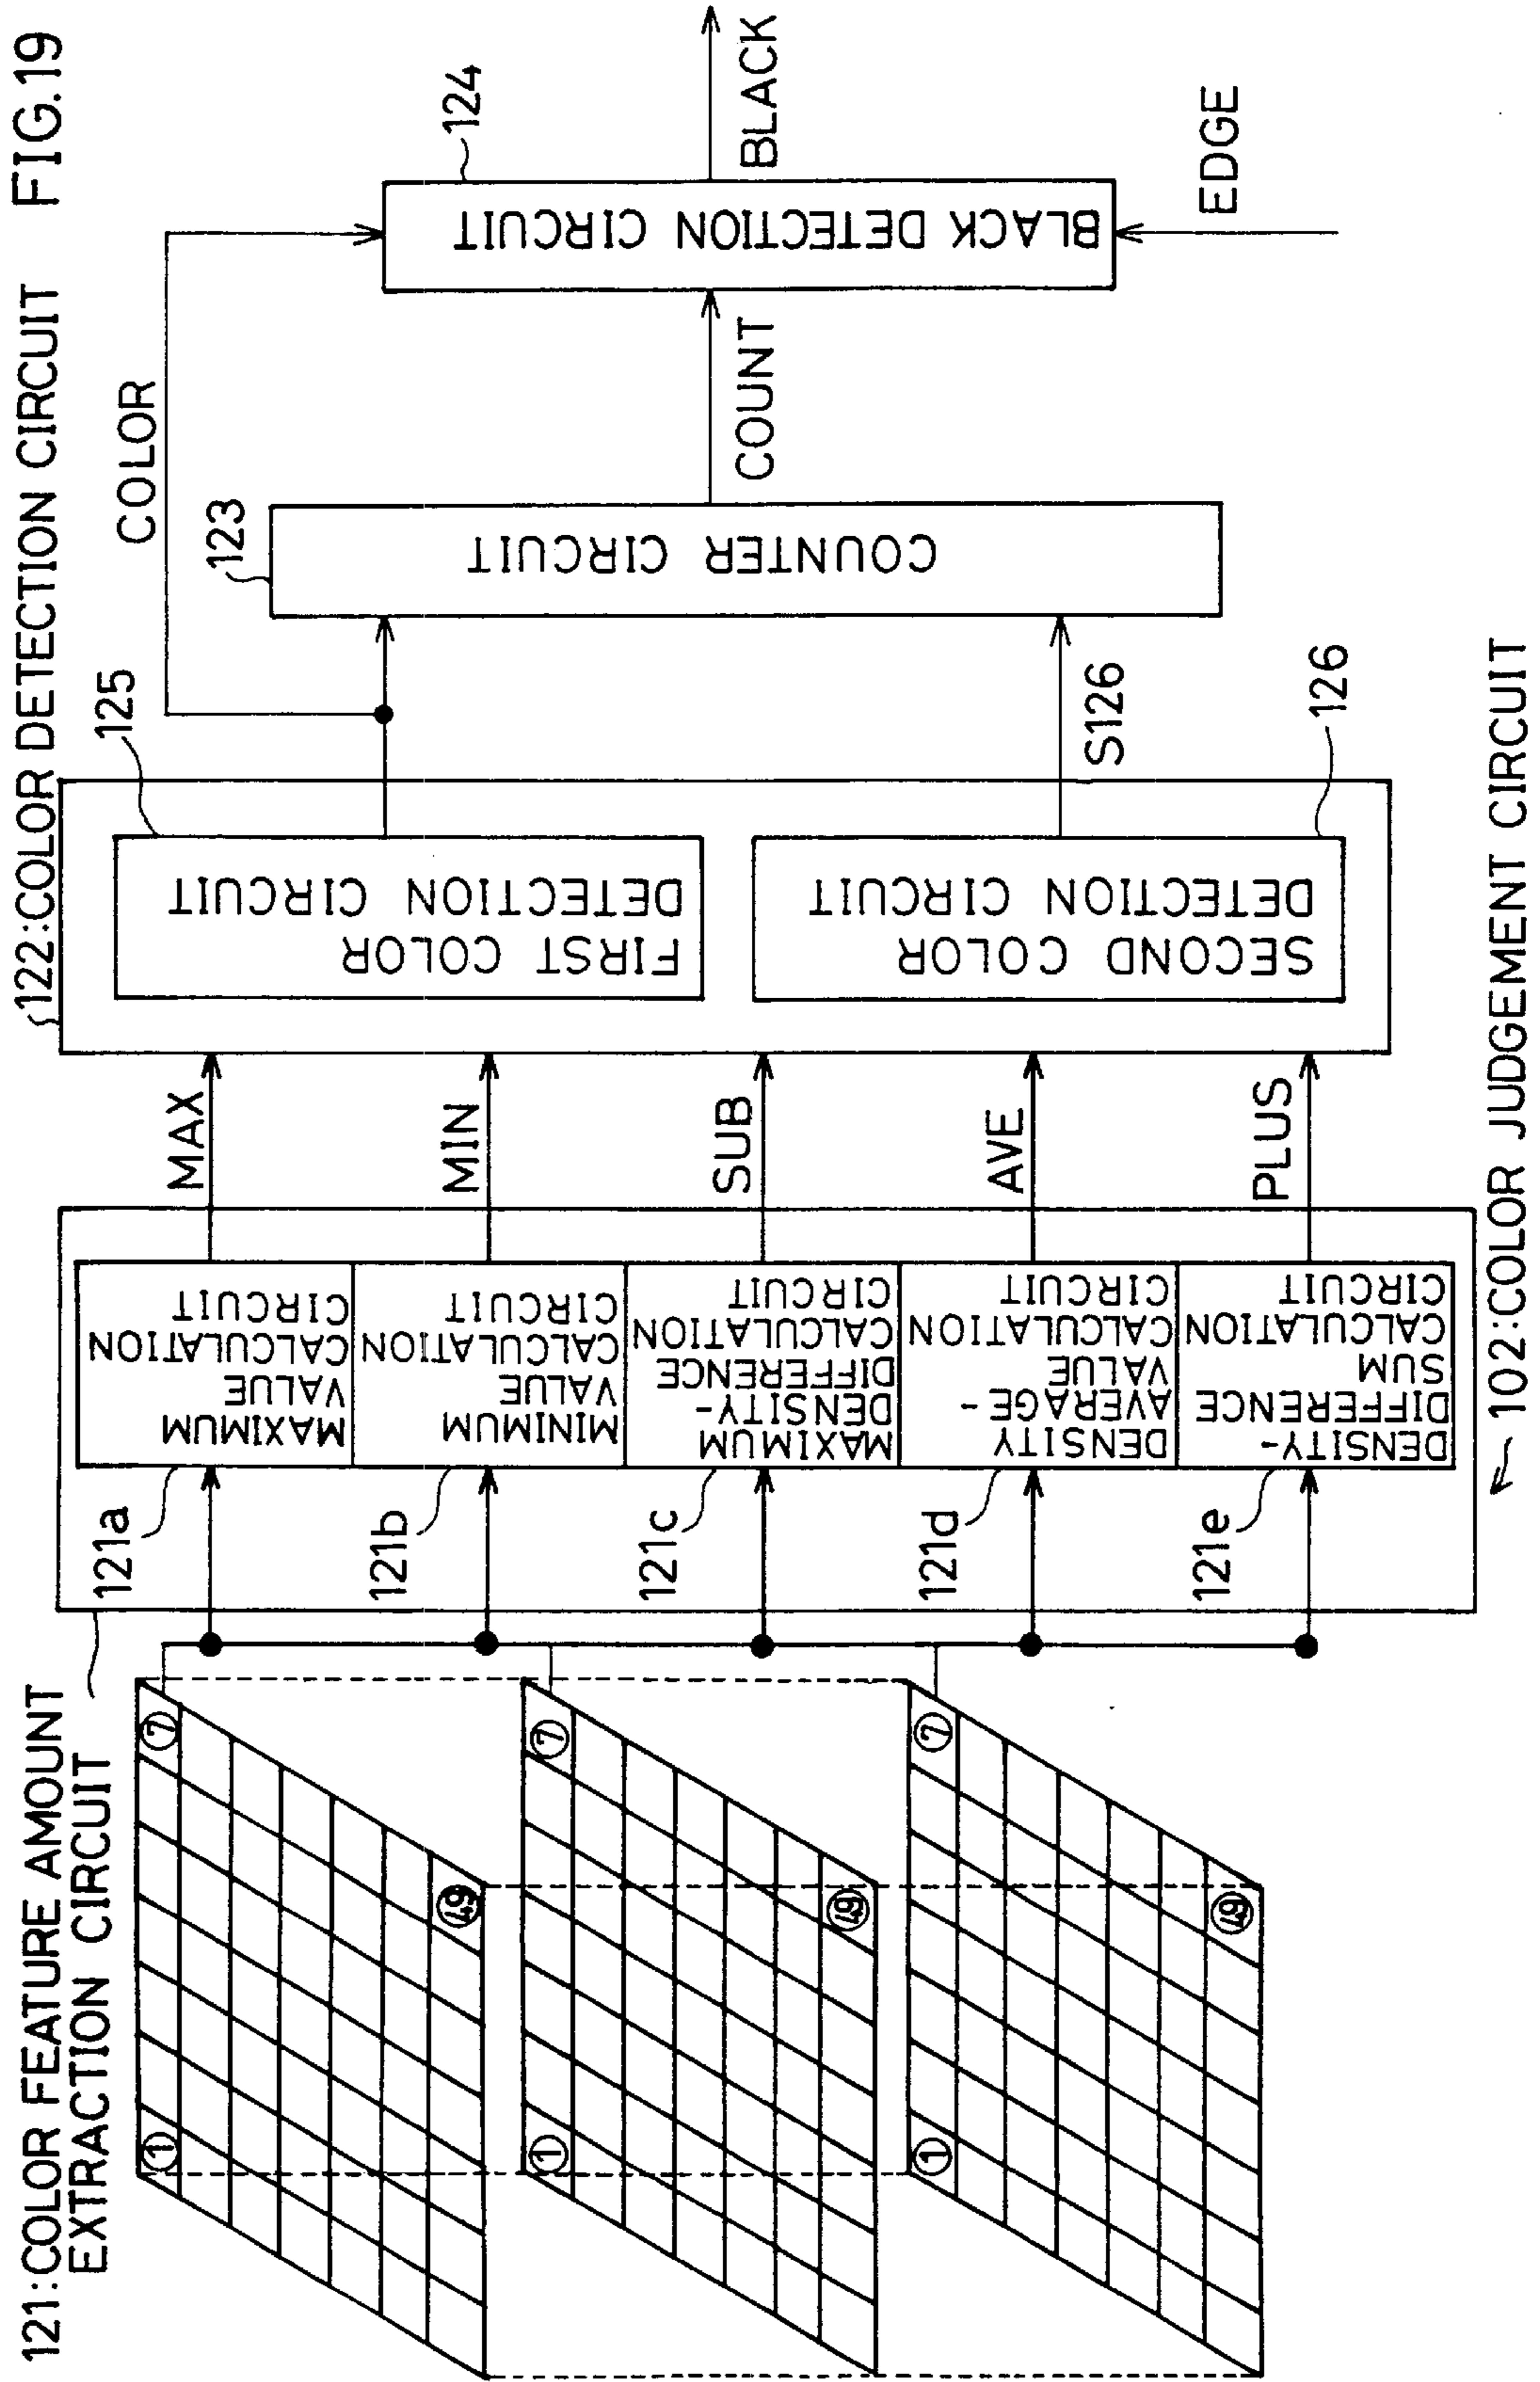 FIG.19
121:COLOR FEATURE AMOUNT
EXTRACTION CIRCUIT
122:COLOR DETECTION CIRCUIT
①
⑦
㊾
①
⑦
㊾
①
⑦
㊾
121a
MAXIMUM
VALUE
CALCULATION
CIRCUIT
121b
MINIMUM
VALUE
CALCULATION
CIRCUIT
121c
MAXIMUM
DENSITY-
DIFFERENCE
CALCULATION
CIRCUIT
121d
DENSITY
AVERAGE-
VALUE
CALCULATION
CIRCUIT
121e
DENSITY-
DIFFERENCE
SUM
CALCULATION
CIRCUIT
MAX
MIN
SUB
AVE
PLUS
125
FIRST COLOR
DETECTION CIRCUIT
SECOND COLOR
DETECTION CIRCUIT
126
COLOR
S126
123
COUNTER CIRCUIT
COUNT
124
BLACK DETECTION CIRCUIT
BLACK
EDGE
102:COLOR JUDGEMENT CIRCUIT